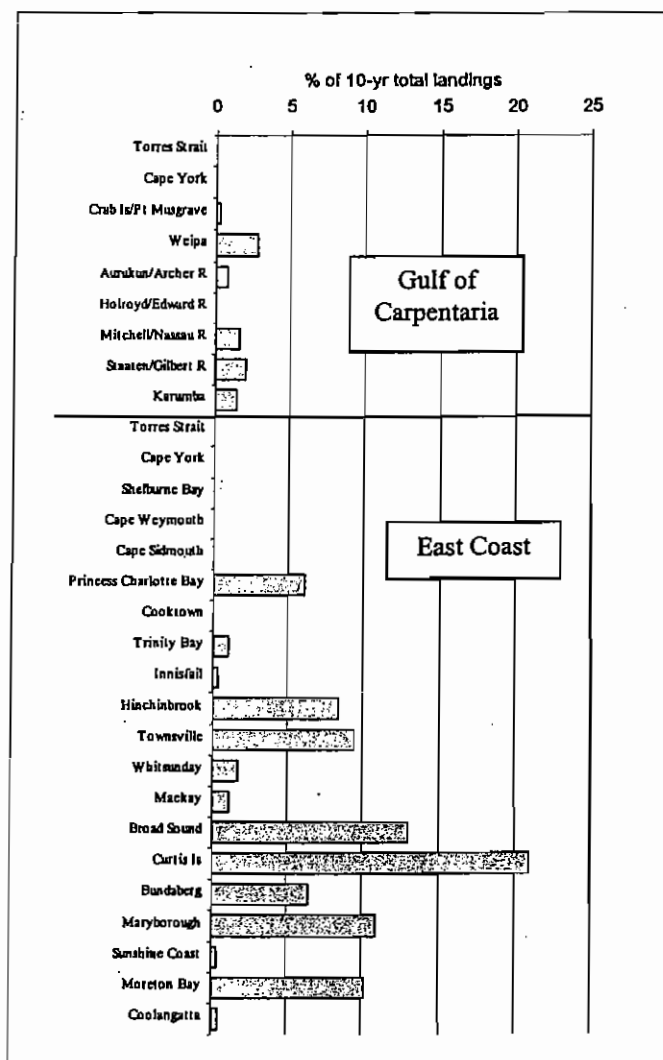 % of 10-yr total landings
0 5 10 15 20 25
Torres Strait
Cape York
Crab Is/Pt Musgrave
Weipa
Aurukun/Archer R
Holroyd/Edward R
Mitchell/Nassau R
Staaten/Gilbert R
Karumba
Gulf of
Carpentaria
Torres Strait
Cape York
Shelburne Bay
Cape Weymouth
Cape Sidmouth
Princess Charlotte Bay
Cooktown
Trinity Bay
Innisfail
Hinchinbrook
Townsville
Whitsunday
Mackay
Broad Sound
Curtis Is
Bundaberg
Maryborough
Sunshine Coast
Moreton Bay
Coolangatta
East Coast